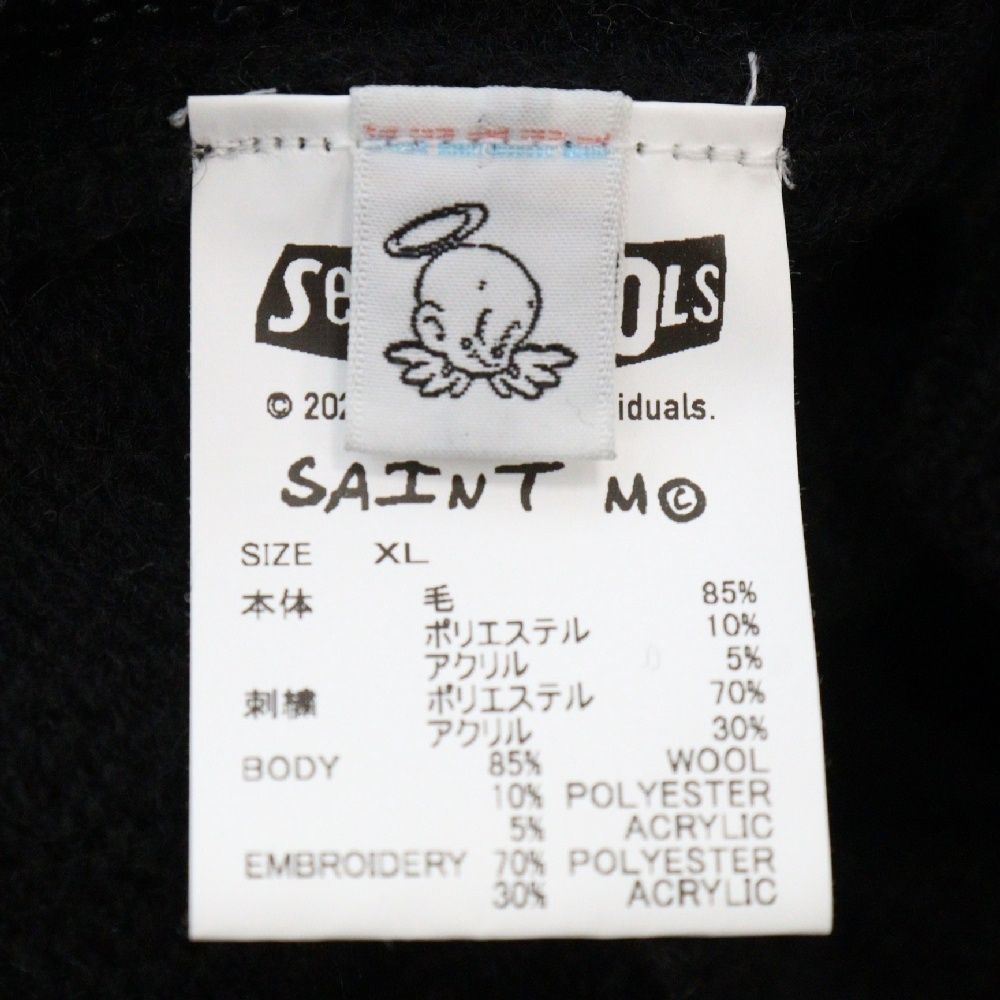 © 202 iduals.
SAINT M©
SIZE XL
本体 毛 85%
ポリエステル 10%
アクリル 5%
刺繍 ポリエステル 70%
アクリル 30%
BODY 85% WOOL
10% POLYESTER
5% ACRYLIC
EMBROIDERY 70% POLYESTER
30% ACRYLIC